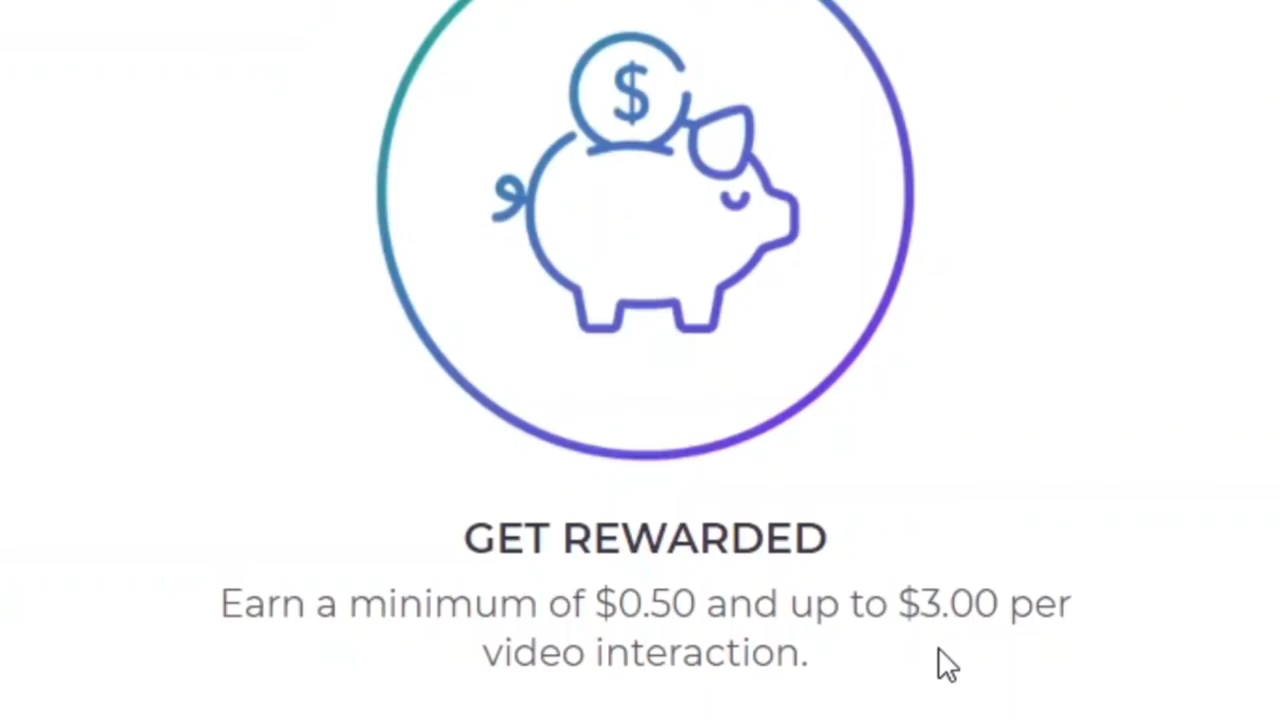 $
GET REWARDED
Earn a minimum of $0.50 and up to $3.00 per
video interaction.